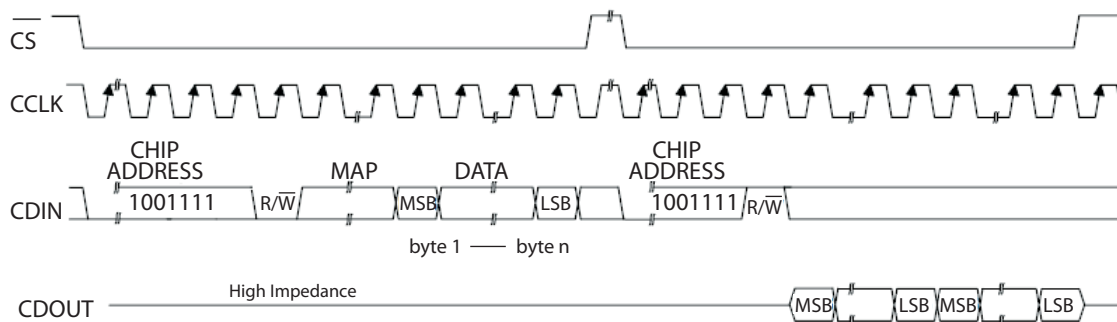 CS
CCLK
CHIP
ADDRESS
MAP
DATA
CHIP
ADDRESS
CDIN
1001111
R/W
MSB
LSB
1001111
R/W
byte 1 —— byte n
High Impedance
CDOUT
MSB
LSB
MSB
LSB